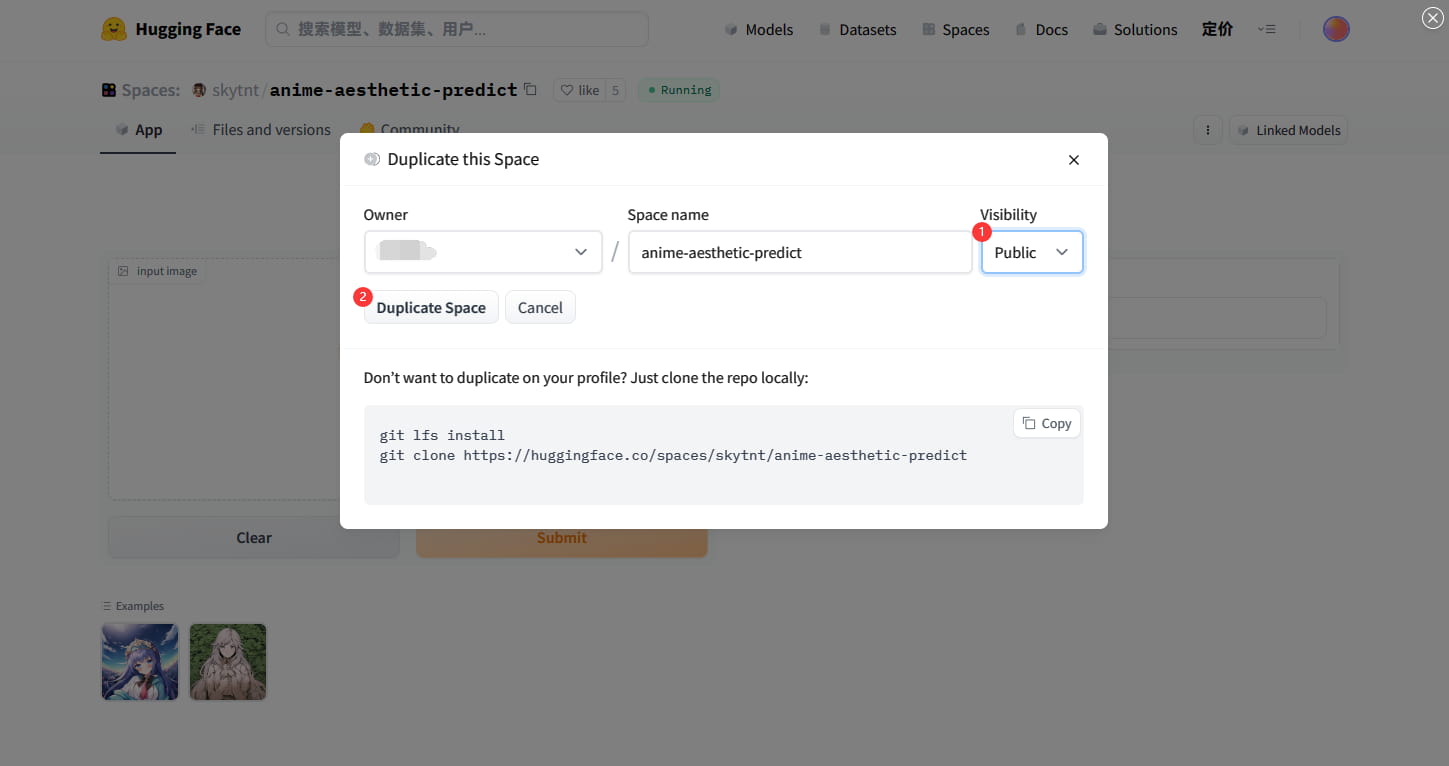 Hugging Face
搜索模型、数据集、用户...
Models
Datasets
Spaces
Docs
Solutions
定价
Spaces:
skytnt/anime-aesthetic-predict
like
5
Running
App
Files and versions
Community
Linked Models
Duplicate this Space
Owner
Space name
Visibility
1
/
anime-aesthetic-predict
Public
2
Duplicate Space
Cancel
input image
Don’t want to duplicate on your profile? Just clone the repo locally:
Copy
git lfs install
git clone https://huggingface.co/spaces/skytnt/anime-aesthetic-predict
Clear
Submit
Examples